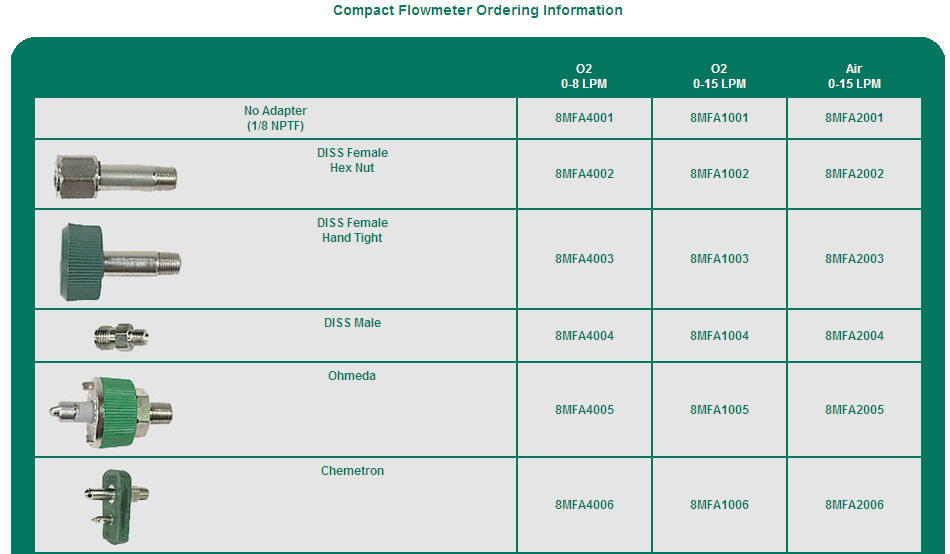 Compact Flowmeter Ordering Information
O2 O2 Air
0-8 LPM 0-15 LPM 0-15 LPM
No Adapter
(1/8 NPTF) 8MFA4001 8MFA1001 8MFA2001
DISS Female
Hex Nut 8MFA4002 8MFA1002 8MFA2002
DISS Female
Hand Tight 8MFA4003 8MFA1003 8MFA2003
DISS Male 8MFA4004 8MFA1004 8MFA2004
Ohmeda 8MFA4005 8MFA1005 8MFA2005
Chemetron 8MFA4006 8MFA1006 8MFA2006